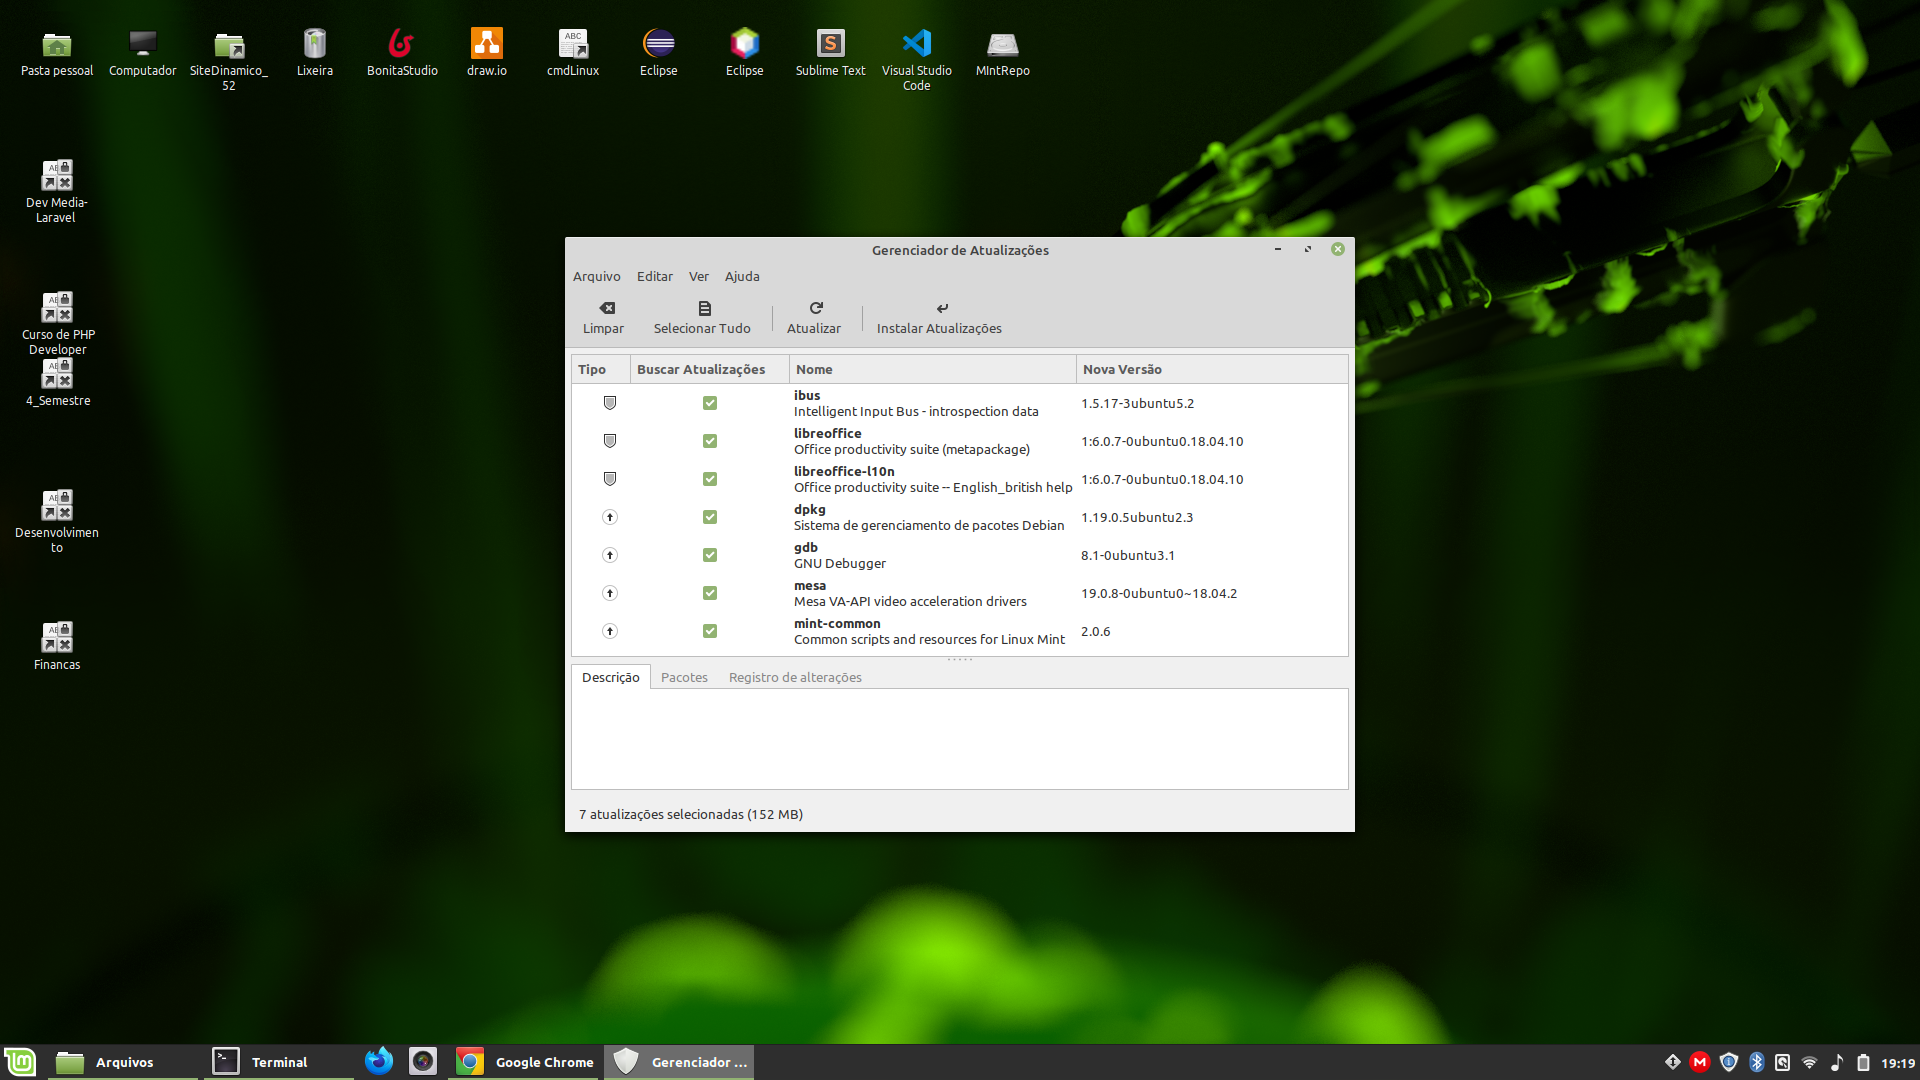 Pasta pessoal
Computador
SiteDinamico_
52
Lixeira
BonitaStudio
draw.io
cmdLinux
Eclipse
Eclipse
Sublime Text
Visual Studio
Code
MIntRepo
Dev Media-
Laravel
Curso de PHP
Developer
4_Semestre
Desenvolvimen
to
Financas
Gerenciador de Atualizações
Arquivo Editar Ver Ajuda
Limpar Selecionar Tudo Atualizar Instalar Atualizações
Tipo Buscar Atualizações Nome Nova Versão
ibus
Intelligent Input Bus - introspection data
1.5.17-3ubuntu5.2
libreoffice
Office productivity suite (metapackage)
1:6.0.7-0ubuntu0.18.04.10
libreoffice-l10n
Office productivity suite -- English_british help
1:6.0.7-0ubuntu0.18.04.10
dpkg
Sistema de gerenciamento de pacotes Debian
1.19.0.5ubuntu2.3
gdb
GNU Debugger
8.1-0ubuntu3.1
mesa
Mesa VA-API video acceleration drivers
19.0.8-0ubuntu0~18.04.2
mint-common
Common scripts and resources for Linux Mint
2.0.6
Descrição Pacotes Registro de alterações
7 atualizações selecionadas (152 MB)
Arquivos Terminal Google Chrome Gerenciador ... 19:19